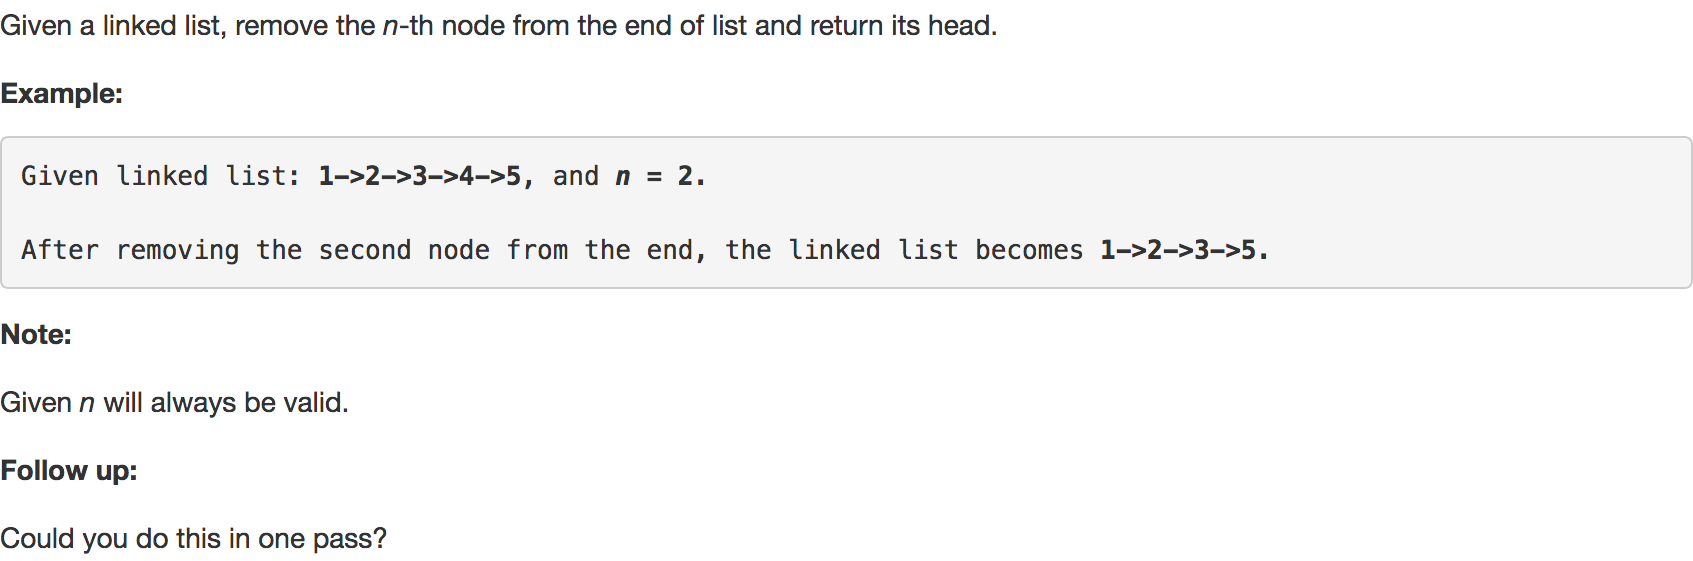 Given a linked list, remove the n-th node from the end of list and return its head.
Example:
Given linked list: 1->2->3->4->5, and n = 2.
After removing the second node from the end, the linked list becomes 1->2->3->5.
Note:
Given n will always be valid.
Follow up:
Could you do this in one pass?